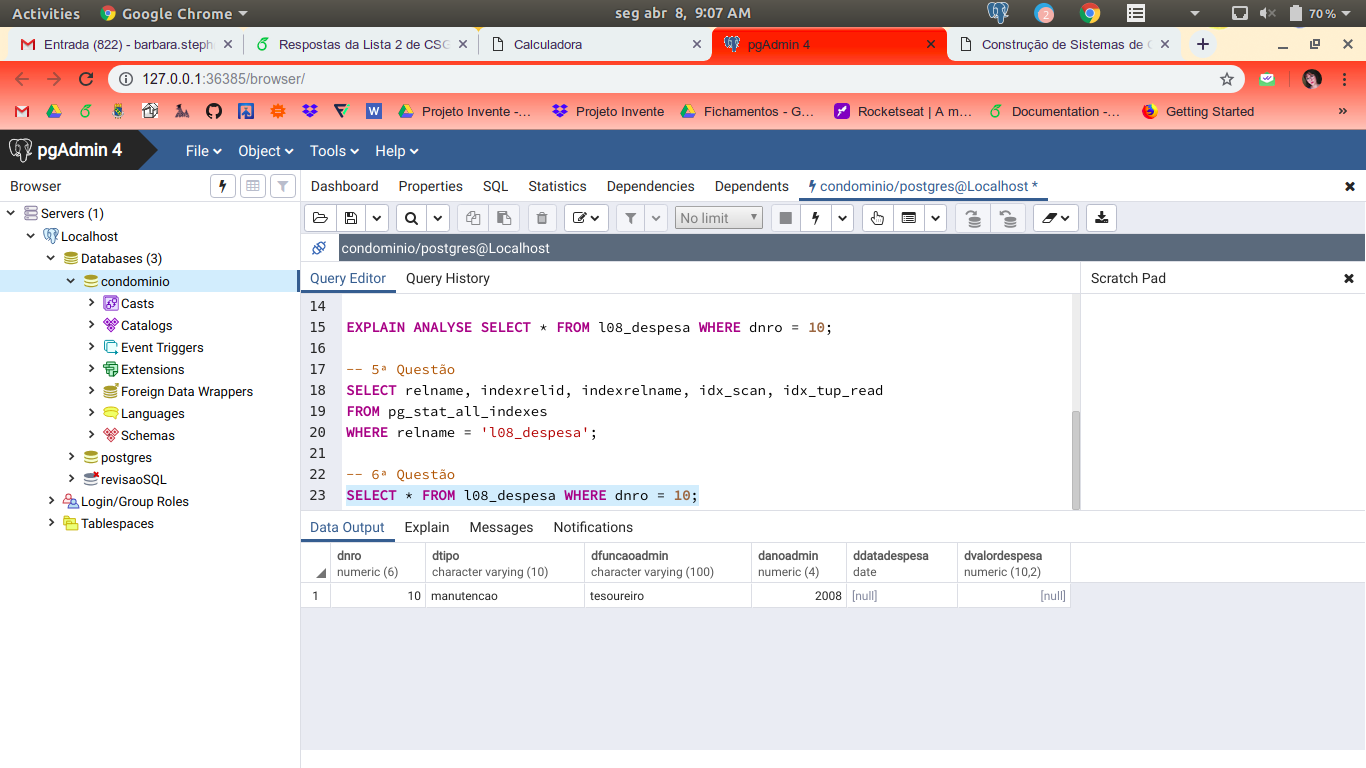 Activities Google Chrome seg abr 8, 9:07 AM 2 70 %
Entrada (822) - barbara.steph Respostas da Lista 2 de CSG Calculadora pgAdmin 4 Construção de Sistemas de
127.0.0.1:36385/browser/
W Projeto Invente -... Projeto Invente Fichamentos - G... Rocketseat | A m... Documentation -... Getting Started »
pgAdmin 4 File Object Tools Help
Browser Dashboard Properties SQL Statistics Dependencies Dependents condominio/postgres@Localhost *
Servers (1)
No limit
Localhost
condominio/postgres@Localhost
Databases (3)
condominio
Query Editor Query History Scratch Pad
Casts
Catalogs
Event Triggers
Extensions
Foreign Data Wrappers
Languages
Schemas
postgres
revisaoSQL
Login/Group Roles
Tablespaces
14
15 EXPLAIN ANALYSE SELECT * FROM l08_despesa WHERE dnro = 10;
16
17 -- 5ª Questão
18 SELECT relname, indexrelid, indexrelname, idx_scan, idx_tup_read
19 FROM pg_stat_all_indexes
20 WHERE relname = 'l08_despesa';
21
22 -- 6ª Questão
23 SELECT * FROM l08_despesa WHERE dnro = 10;
Data Output Explain Messages Notifications
dnro dtipo dfuncaoadmin danoadmin ddatadespesa dvalordespesa
numeric (6) character varying (10) character varying (100) numeric (4) date numeric (10,2)
1 10 manutencao tesoureiro 2008 [null] [null]